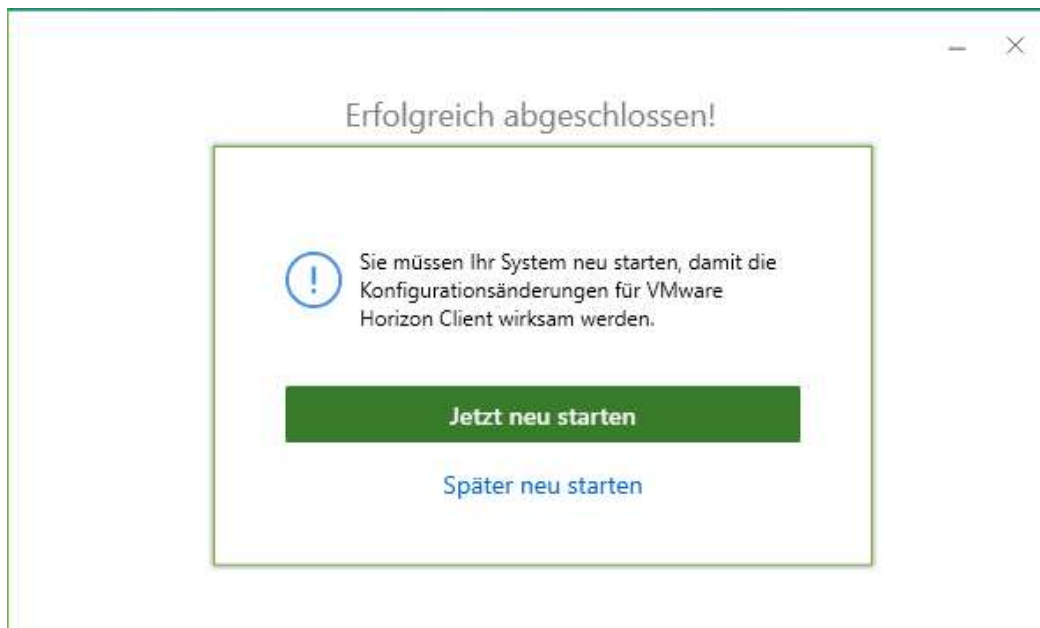 Erfolgreich abgeschlossen!
Sie müssen Ihr System neu starten, damit die
Konfigurationsänderungen für VMware
Horizon Client wirksam werden.
Jetzt neu starten
Später neu starten